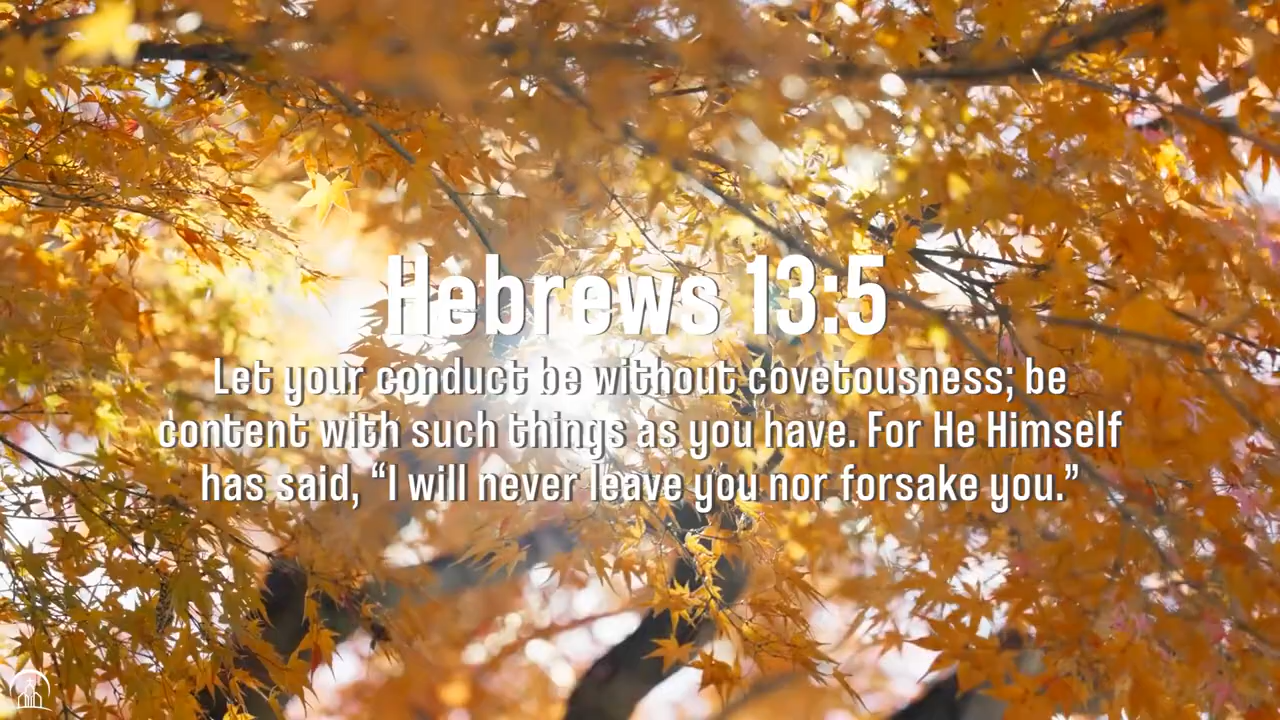 Hebrews 13:5
Let your conduct be without covetousness; be
content with such things as you have. For He Himself
has said, “I will never leave you nor forsake you.”